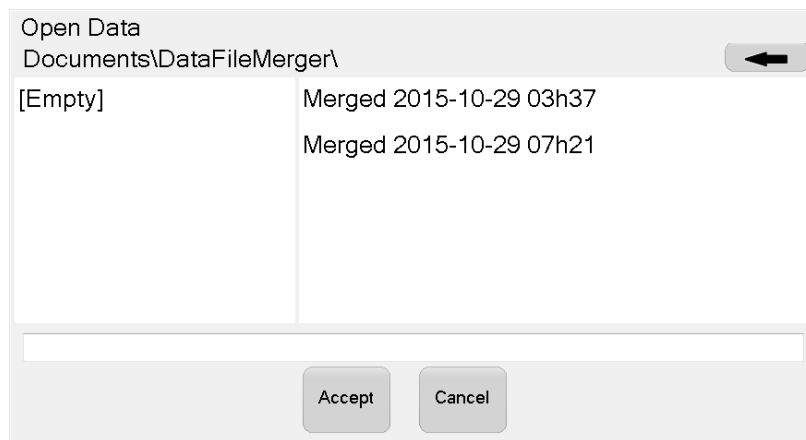 Open Data
Documents\DataFileMerger\
[Empty]
Merged 2015-10-29 03h37
Merged 2015-10-29 07h21
Accept
Cancel